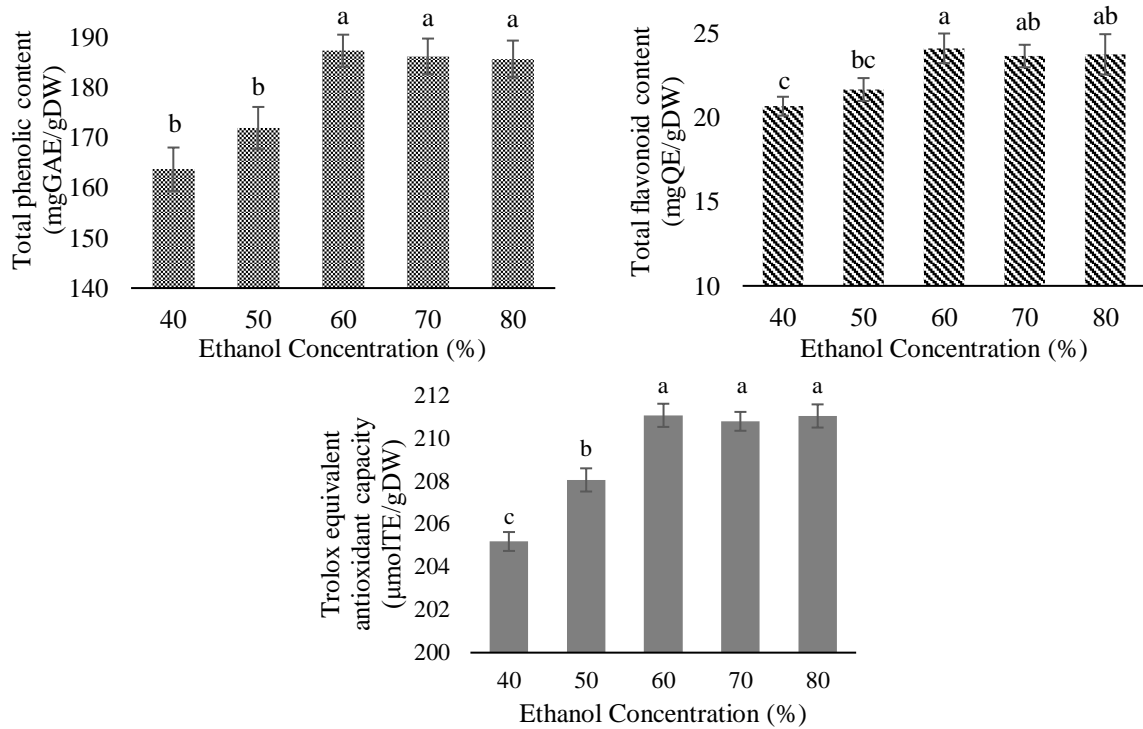 Total phenolic content
(mgGAE/gDW)
190
180
170
160
150
140
b
b
a
a
a
40 50 60 70 80
Ethanol Concentration (%)
Total flavonoid content
(mgQE/gDW)
25
20
15
10
c
bc
a
ab
ab
40 50 60 70 80
Ethanol Concentration (%)
Trolox equivalent
antioxidant capacity
(μmolTE/gDW)
212
210
208
206
204
202
200
c
b
a
a
a
40 50 60 70 80
Ethanol Concentration (%)